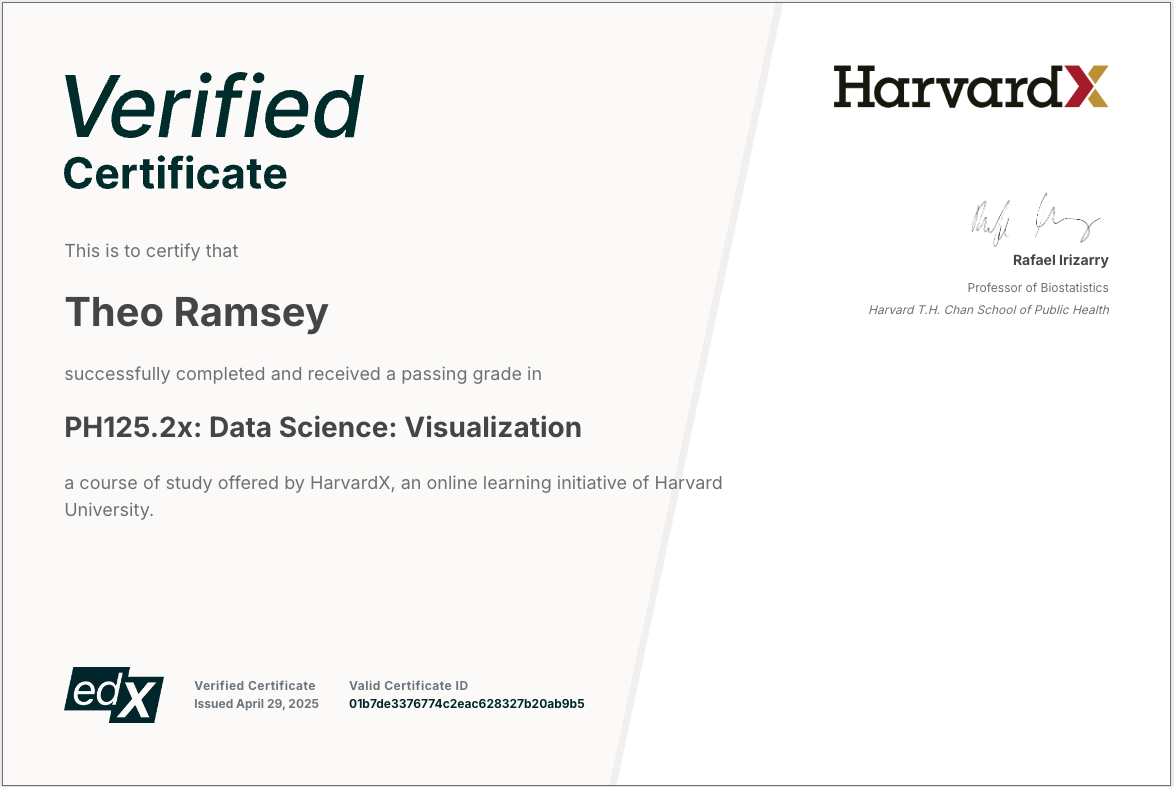 Verified
Certificate
This is to certify that
Theo Ramsey
successfully completed and received a passing grade in
PH125.2x: Data Science: Visualization
a course of study offered by HarvardX, an online learning initiative of Harvard
University.
HarvardX
Rafael Irizarry
Professor of Biostatistics
Harvard T.H. Chan School of Public Health
edX
Verified Certificate
Issued April 29, 2025
Valid Certificate ID
01b7de3376774c2eac628327b20ab9b5